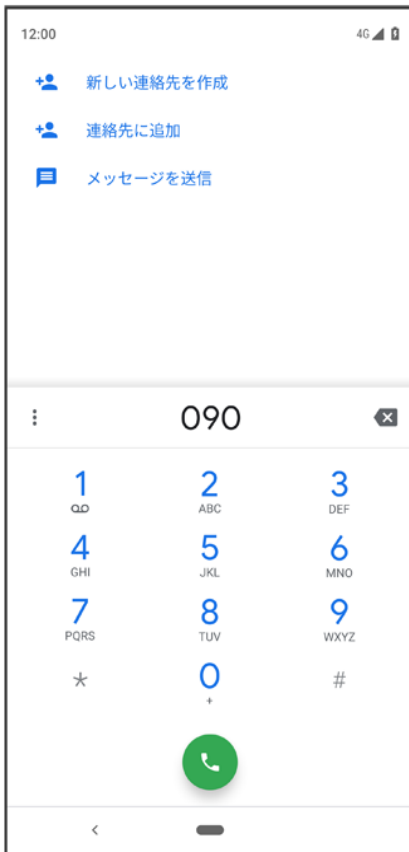 12:00 4G
新しい連絡先を作成
連絡先に追加
メッセージを送信
090
1 2 3
ABC DEF
4 5 6
GHI JKL MNO
7 8 9
PQRS TUV WXYZ
* 0 #
+